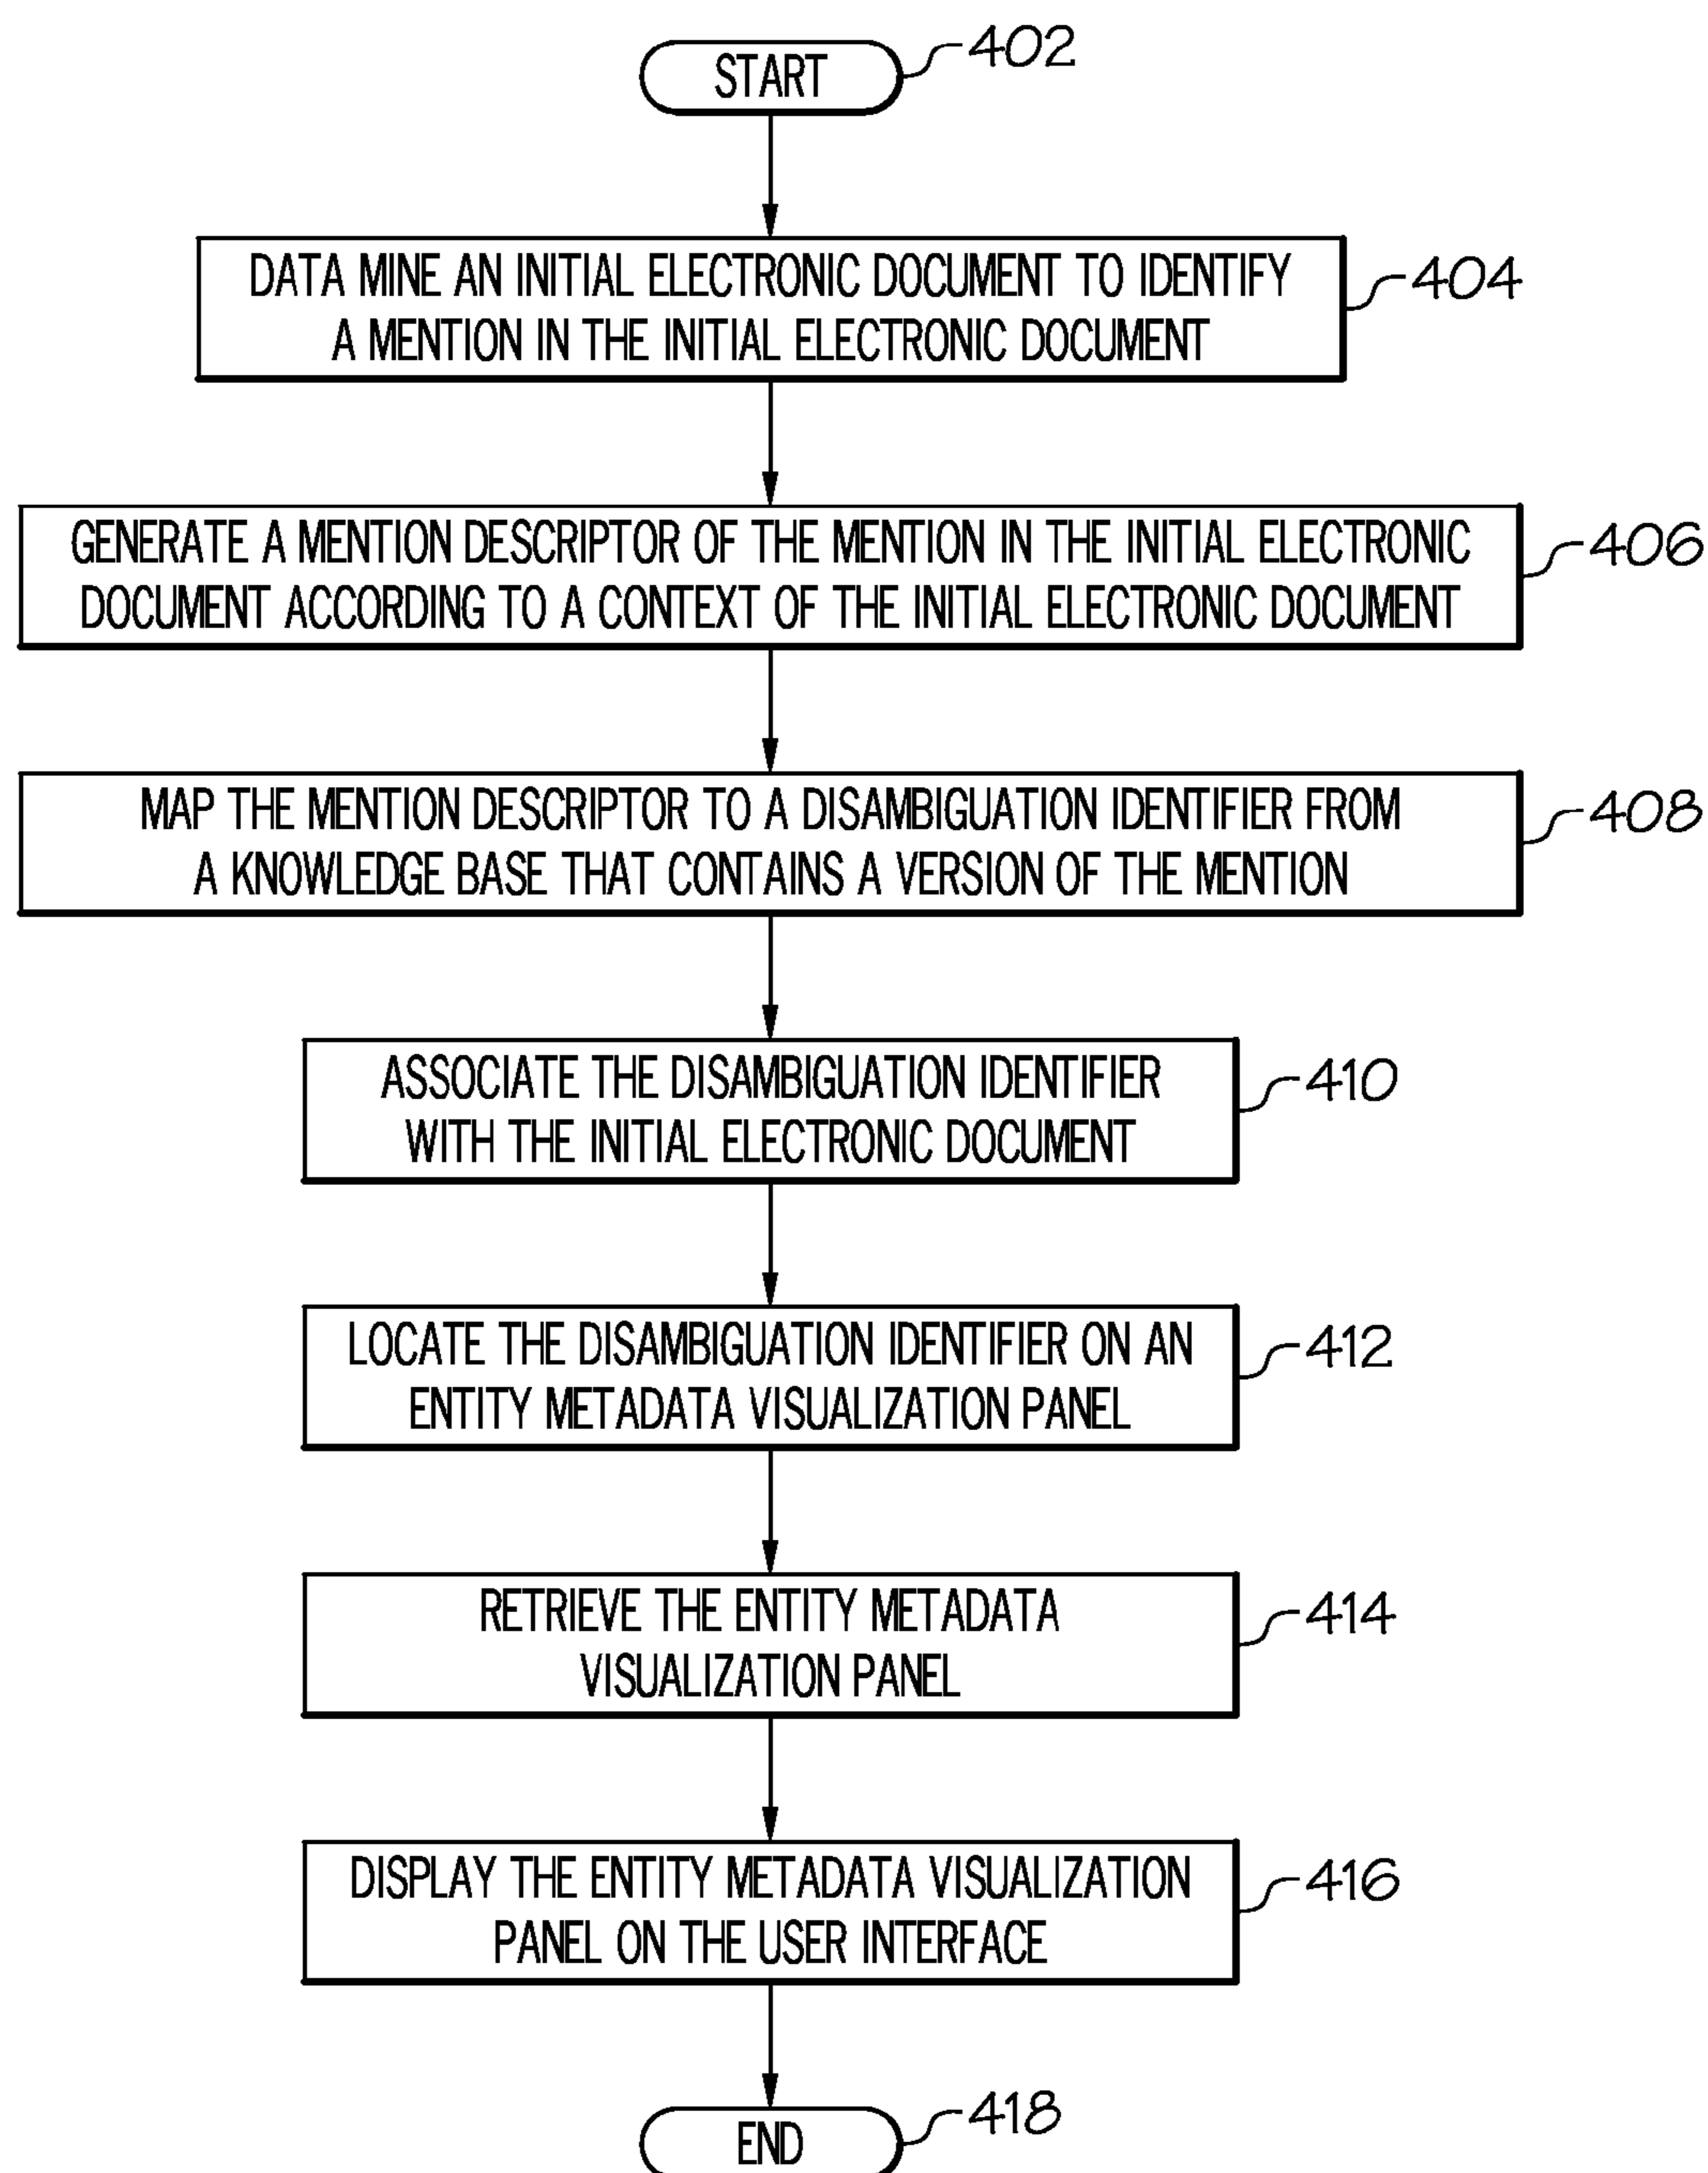 START
402
DATA MINE AN INITIAL ELECTRONIC DOCUMENT TO IDENTIFY
A MENTION IN THE INITIAL ELECTRONIC DOCUMENT
404
GENERATE A MENTION DESCRIPTOR OF THE MENTION IN THE INITIAL ELECTRONIC
DOCUMENT ACCORDING TO A CONTEXT OF THE INITIAL ELECTRONIC DOCUMENT
406
MAP THE MENTION DESCRIPTOR TO A DISAMBIGUATION IDENTIFIER FROM
A KNOWLEDGE BASE THAT CONTAINS A VERSION OF THE MENTION
408
ASSOCIATE THE DISAMBIGUATION IDENTIFIER
WITH THE INITIAL ELECTRONIC DOCUMENT
410
LOCATE THE DISAMBIGUATION IDENTIFIER ON AN
ENTITY METADATA VISUALIZATION PANEL
412
RETRIEVE THE ENTITY METADATA
VISUALIZATION PANEL
414
DISPLAY THE ENTITY METADATA VISUALIZATION
PANEL ON THE USER INTERFACE
416
END
418